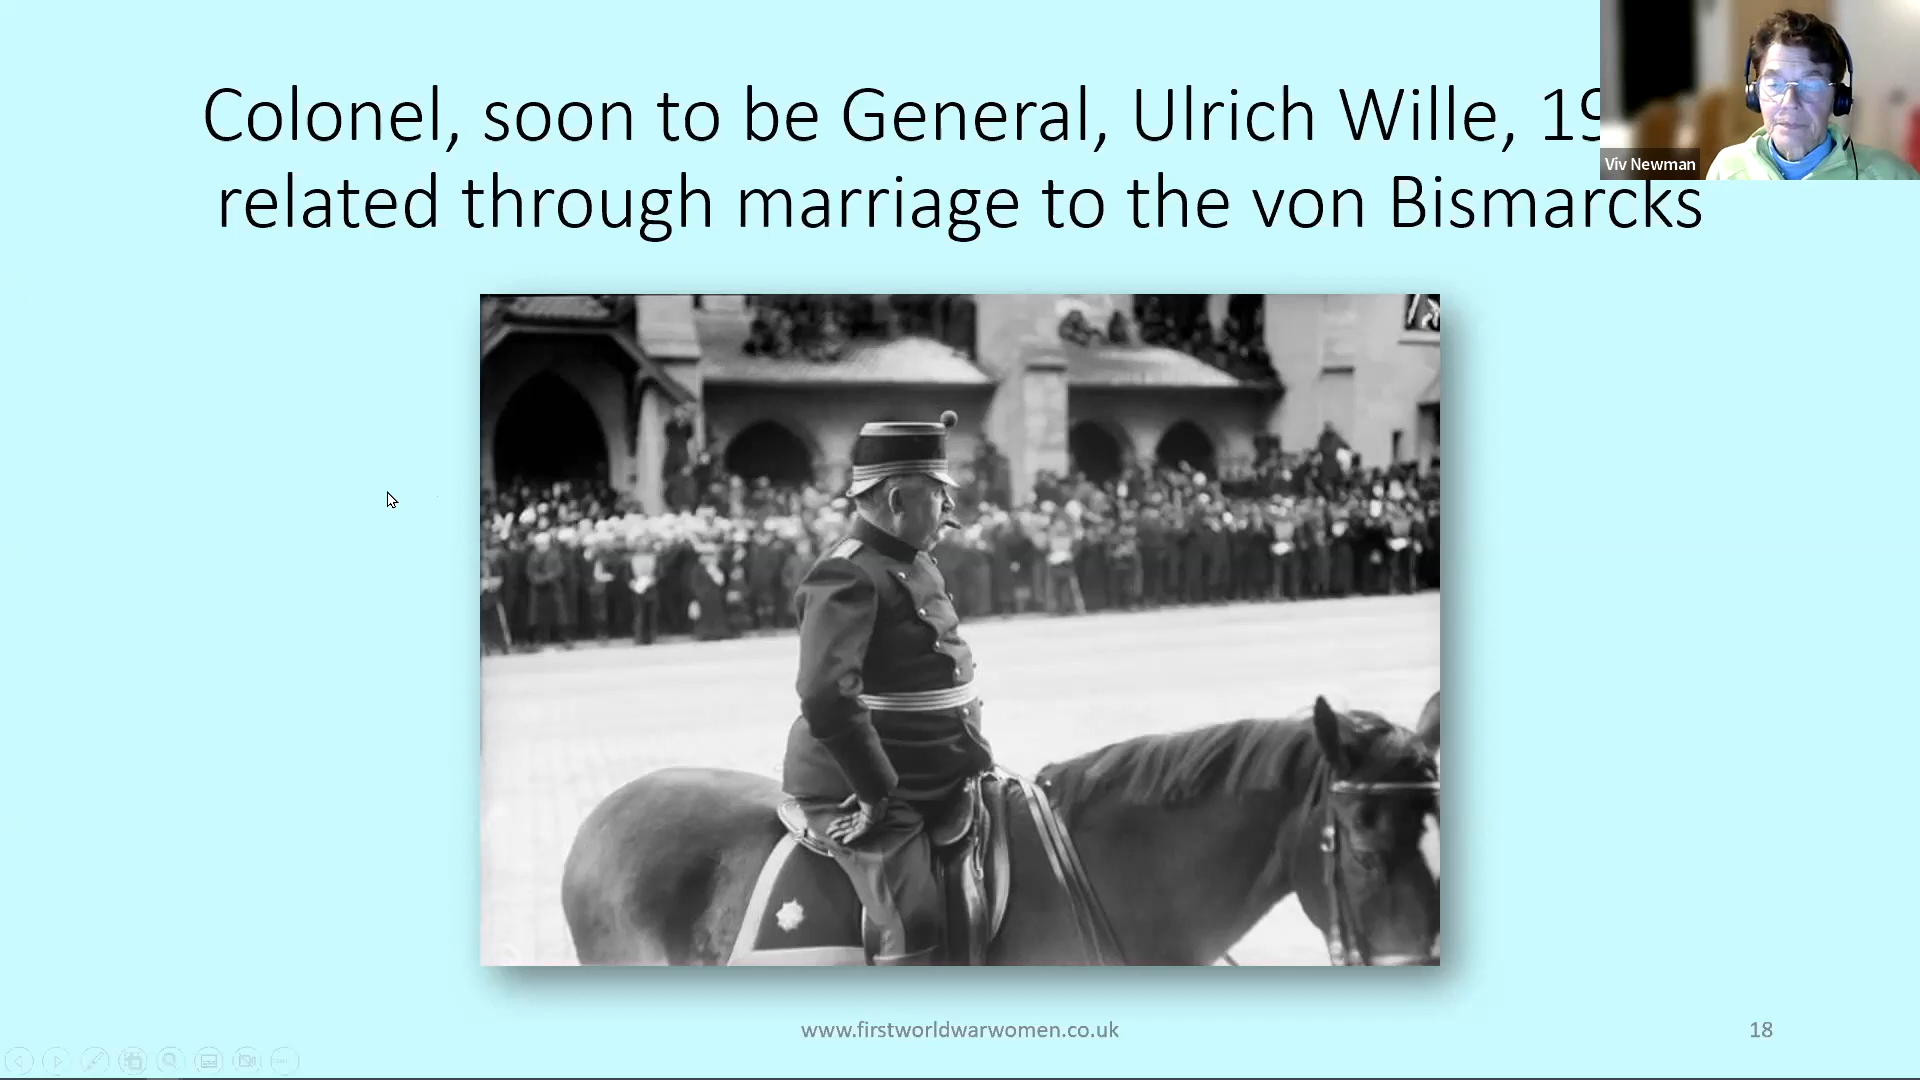 Colonel, soon to be General, Ulrich Wille, 19
related through marriage to the von Bismarcks
Viv Newman
www.firstworldwarwomen.co.uk
18